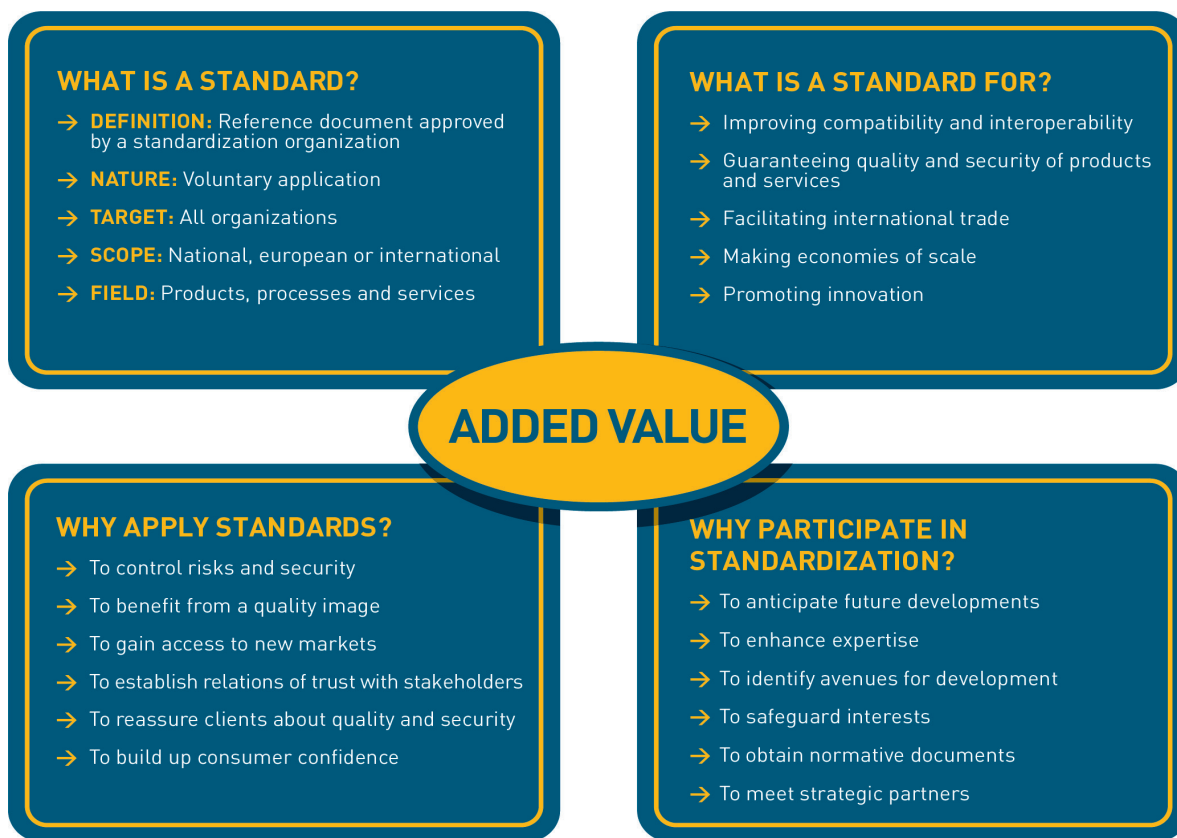 WHAT IS A STANDARD?
→ DEFINITION: Reference document approved
by a standardization organization
→ NATURE: Voluntary application
→ TARGET: All organizations
→ SCOPE: National, european or international
→ FIELD: Products, processes and services
WHAT IS A STANDARD FOR?
→ Improving compatibility and interoperability
→ Guaranteeing quality and security of products
and services
→ Facilitating international trade
→ Making economies of scale
→ Promoting innovation
ADDED VALUE
WHY APPLY STANDARDS?
→ To control risks and security
→ To benefit from a quality image
→ To gain access to new markets
→ To establish relations of trust with stakeholders
→ To reassure clients about quality and security
→ To build up consumer confidence
WHY PARTICIPATE IN
STANDARDIZATION?
→ To anticipate future developments
→ To enhance expertise
→ To identify avenues for development
→ To safeguard interests
→ To obtain normative documents
→ To meet strategic partners